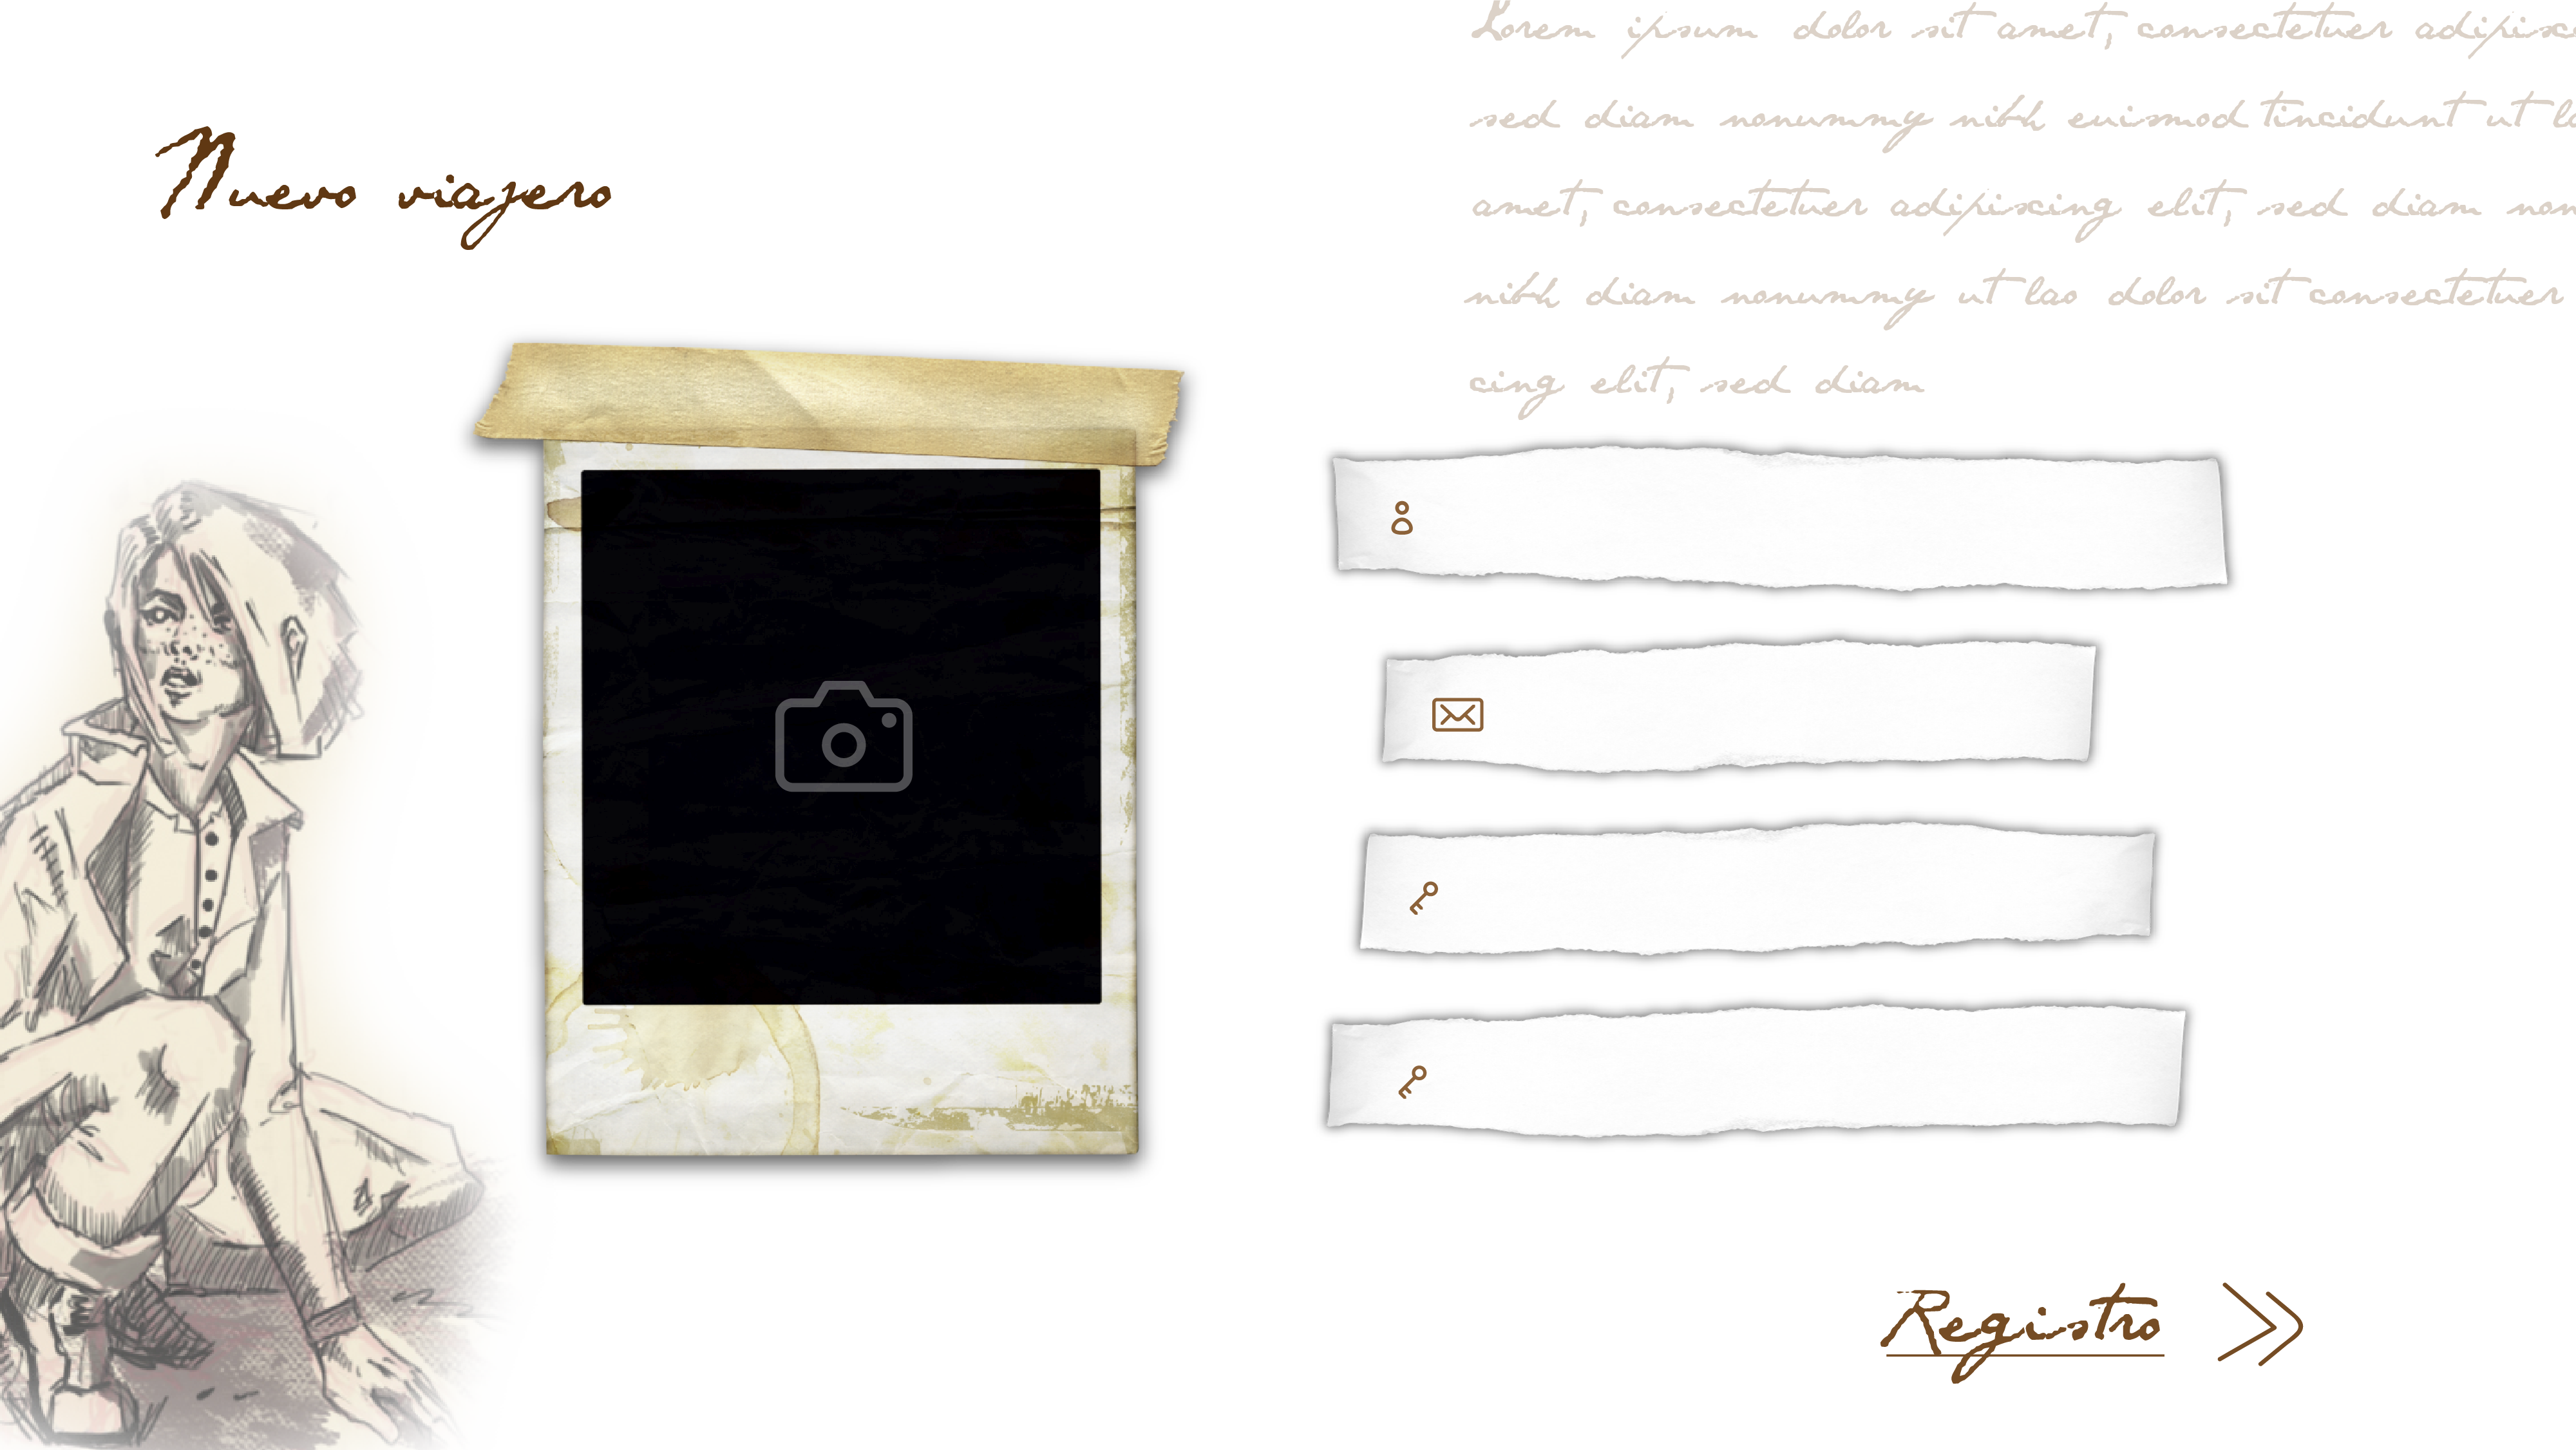 Lorem ipsum dolor sit amet, consectetuer adipisc
sed diam nonummy nibh euismod tincidunt ut la
amet, consectetuer adipiscing elit, sed diam non
nibh diam nonummy ut lao dolor sit consectetuer
cing elit, sed diam
Nuevo viajero
Registro